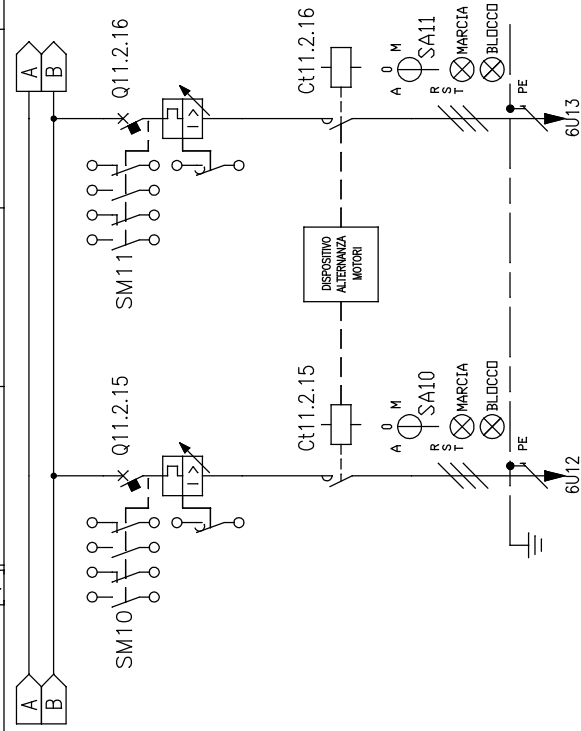 A
B
Q11.2.16
SM11
Ct11.2.16
A 0 M
SA11
MARCIA
BLOCCO
R S T
PE
6U13
DISPOSITIVO
ALTERNANZA
MOTORI
I >
Q11.2.15
SM10
Ct11.2.15
A 0 M
SA10
MARCIA
BLOCCO
R S T
PE
6U12
I >
A
B